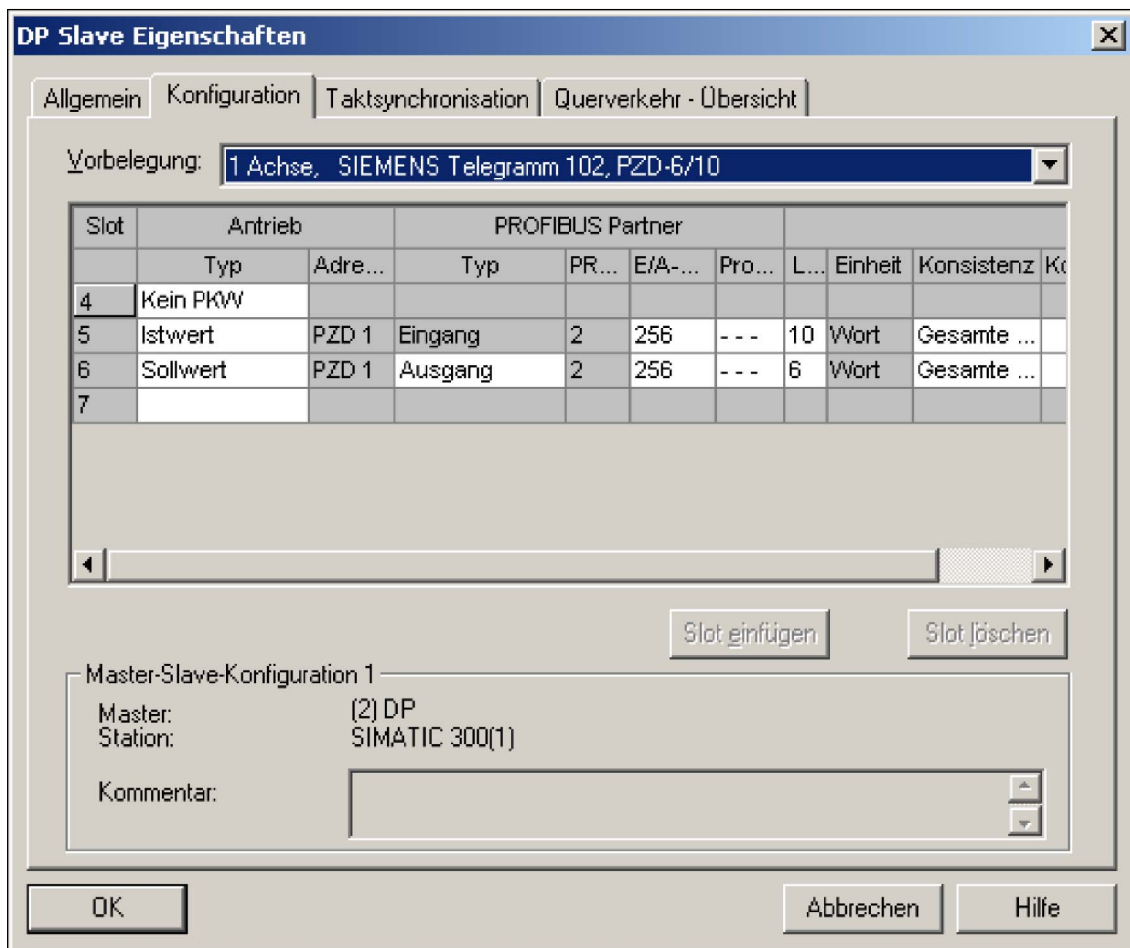 DP Slave Eigenschaften
Allgemein Konfiguration Taktsynchronisation Querverkehr - Übersicht
Vorbelegung: 1 Achse, SIEMENS Telegramm 102, PZD-6/10
Slot Antrieb PROFIBUS Partner
Typ Adre... Typ PR... E/A-... Pro... L... Einheit Konsistenz Ko
4 Kein PKW
5 Istwert PZD 1 Eingang 2 256 - - - 10 Wort Gesamte ...
6 Sollwert PZD 1 Ausgang 2 256 - - - 6 Wort Gesamte ...
7
Slot einfügen Slot löschen
Master-Slave-Konfiguration 1
Master: (2) DP
Station: SIMATIC 300(1)
Kommentar:
OK Abbrechen Hilfe